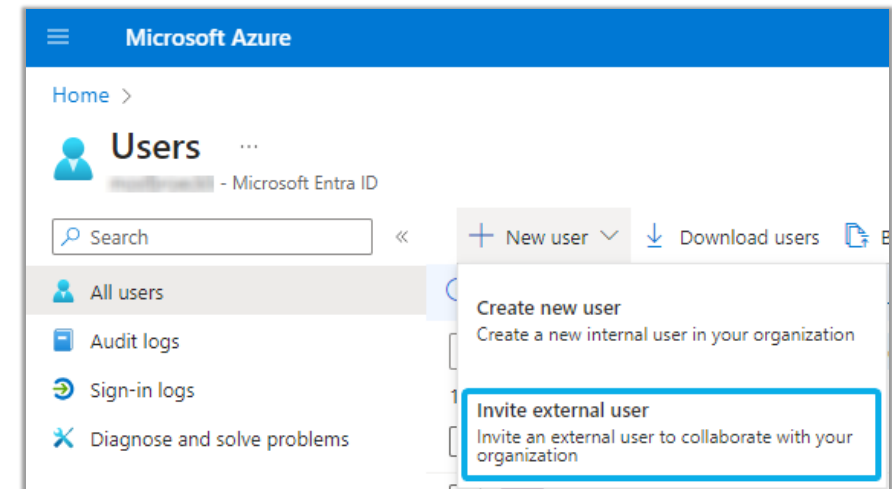 Microsoft Azure
Home >
Users ...
- Microsoft Entra ID
Search «
+ New user Download users
All users
Create new user
Create a new internal user in your organization
Audit logs
Sign-in logs
Invite external user
Invite an external user to collaborate with your
organization
Diagnose and solve problems